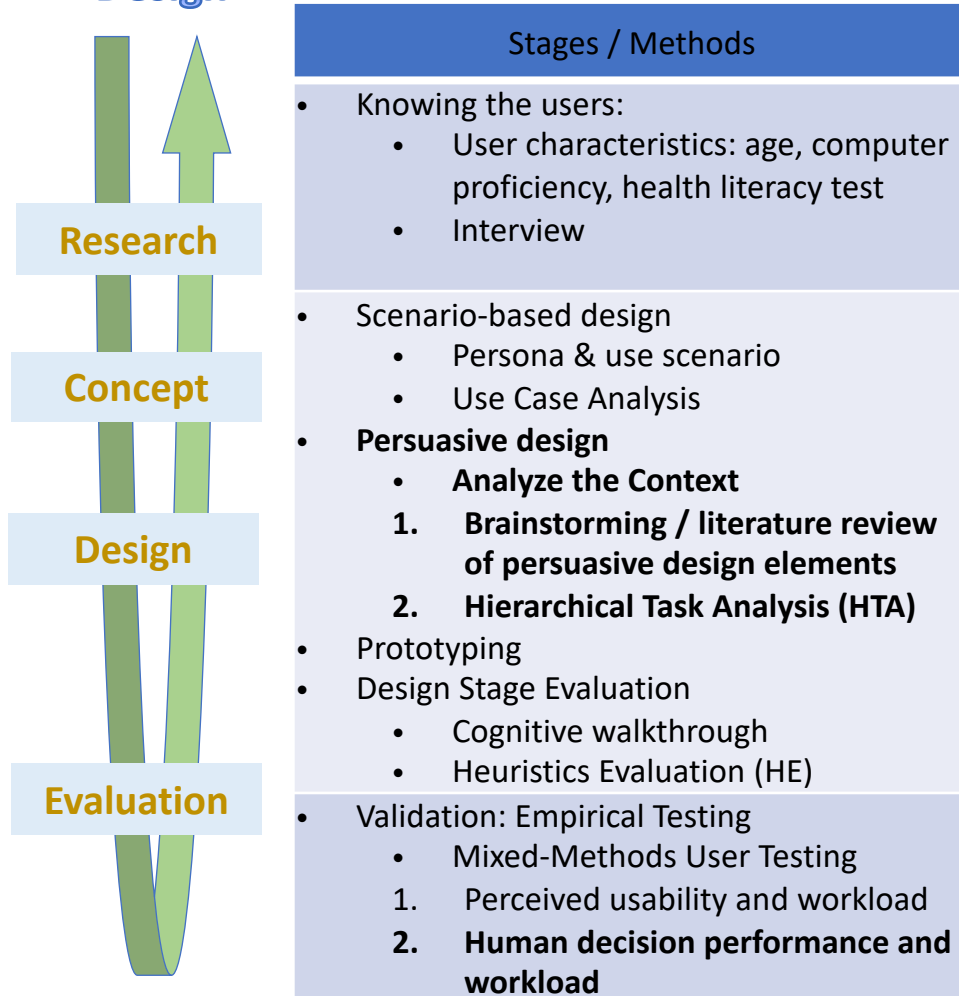 Stages / Methods
• Knowing the users:
• User characteristics: age, computer
proficiency, health literacy test
• Interview
Research
• Scenario-based design
• Persona & use scenario
• Use Case Analysis
Concept
• Persuasive design
• Analyze the Context
1. Brainstorming / literature review
of persuasive design elements
2. Hierarchical Task Analysis (HTA)
Design
• Prototyping
• Design Stage Evaluation
• Cognitive walkthrough
• Heuristics Evaluation (HE)
Evaluation
• Validation: Empirical Testing
• Mixed-Methods User Testing
1. Perceived usability and workload
2. Human decision performance and
workload